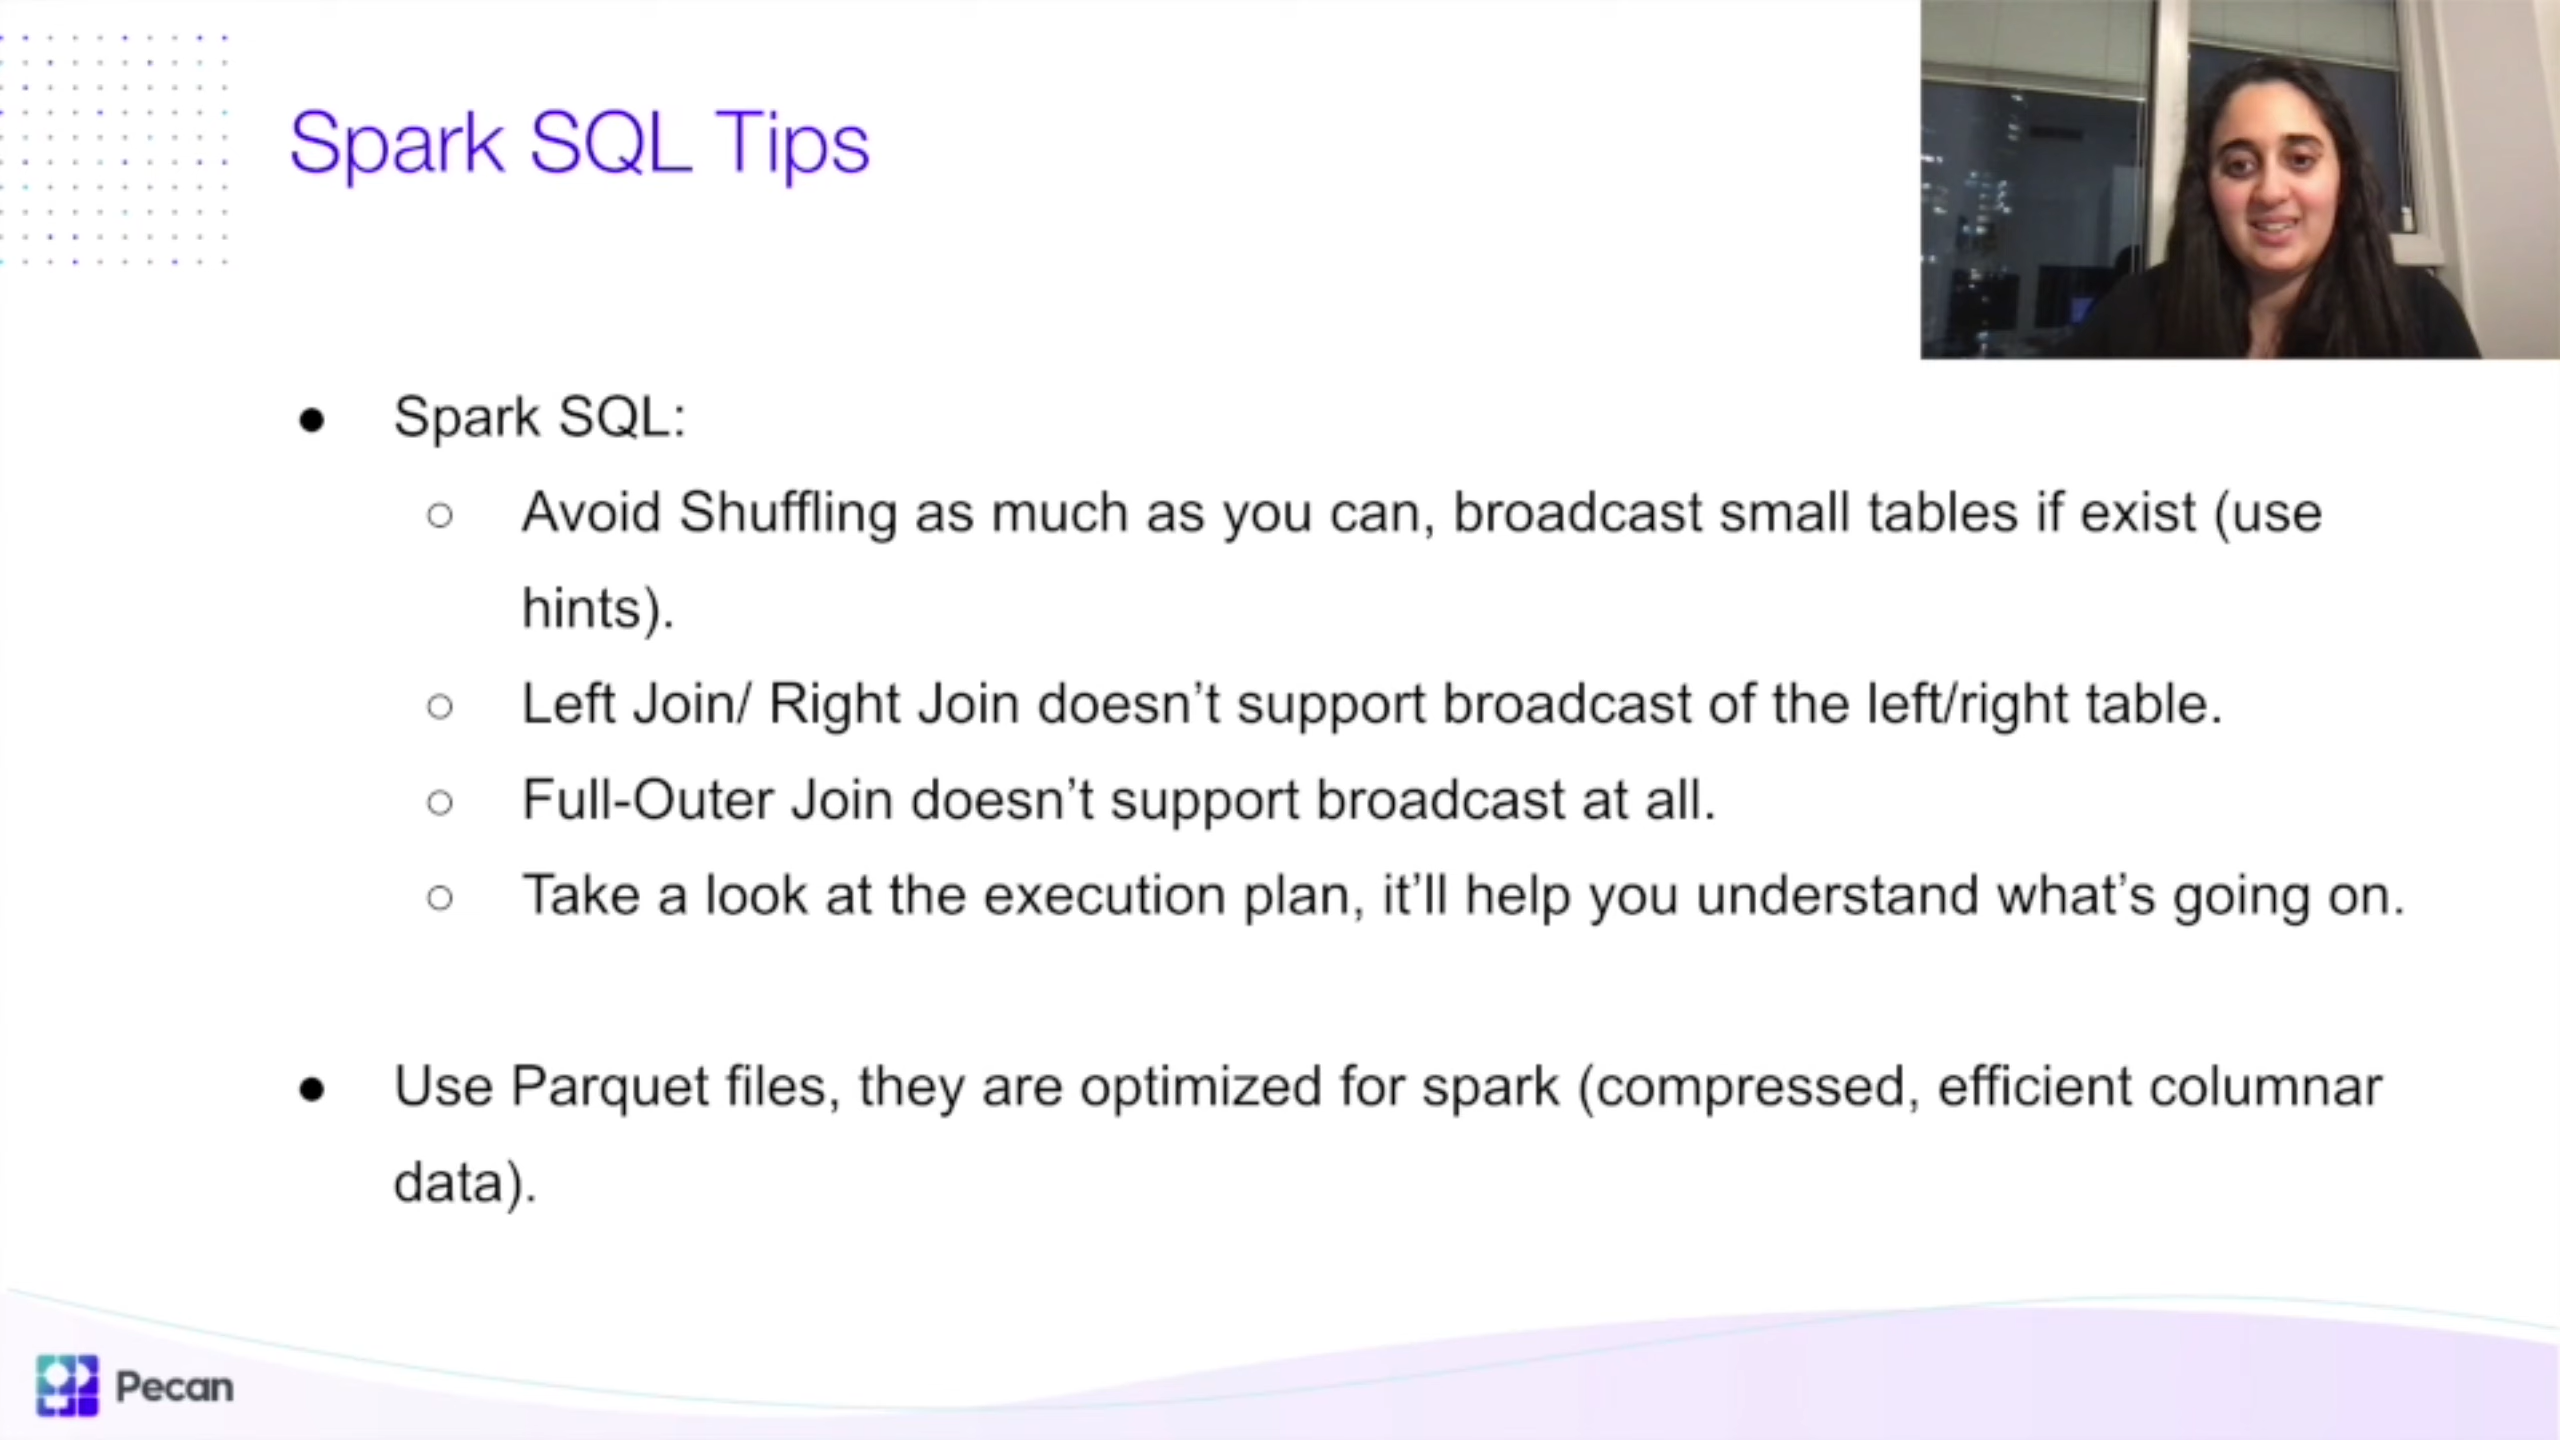 Spark SQL Tips
● Spark SQL:
○ Avoid Shuffling as much as you can, broadcast small tables if exist (use
hints).
○ Left Join/ Right Join doesn’t support broadcast of the left/right table.
○ Full-Outer Join doesn’t support broadcast at all.
○ Take a look at the execution plan, it’ll help you understand what’s going on.
● Use Parquet files, they are optimized for spark (compressed, efficient columnar
data).
Pecan